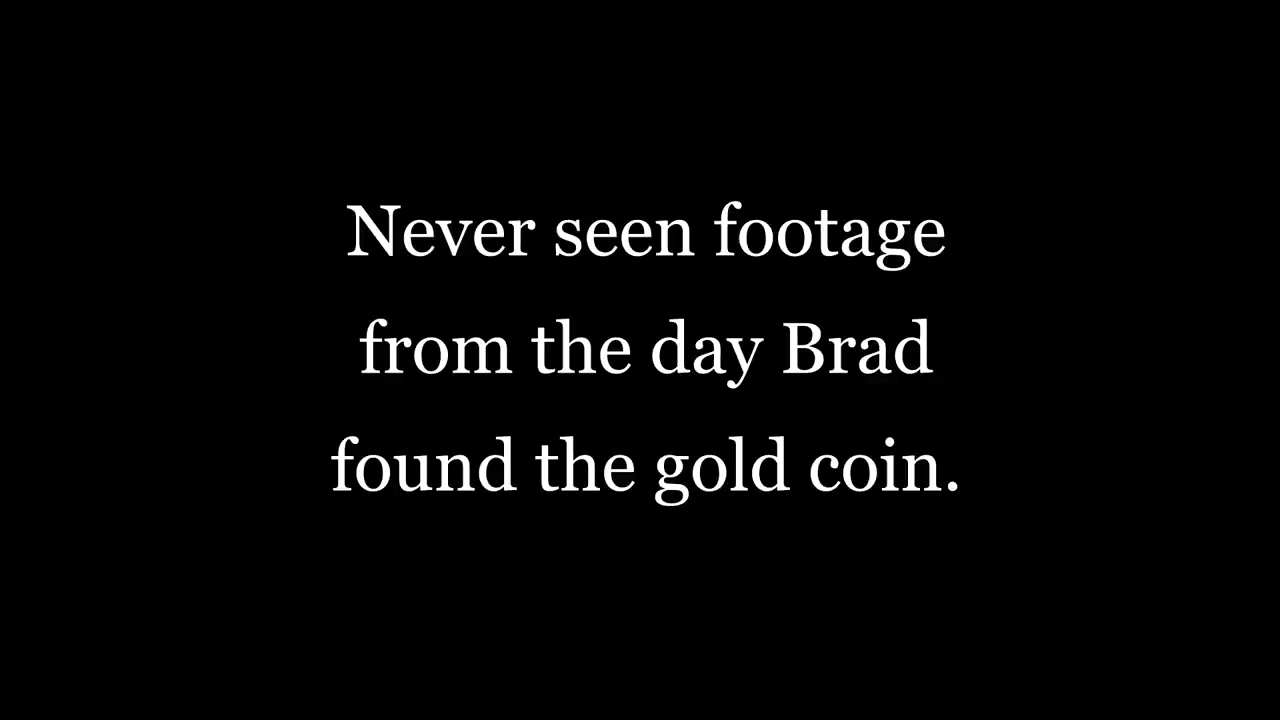 Never seen footage
from the day Brad
found the gold coin.